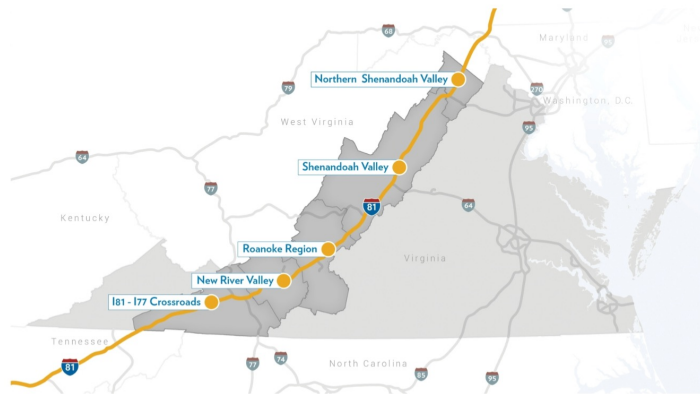 68
Maryland
95
Northern Shenandoah Valley
79
270
Washington, D.C.
West Virginia
95
64
Shenandoah Valley
77
81
64
Kentucky
Roanoke Region
Virginia
New River Valley
I81 - I77 Crossroads
Tennessee
81
77
74
North Carolina
85
95